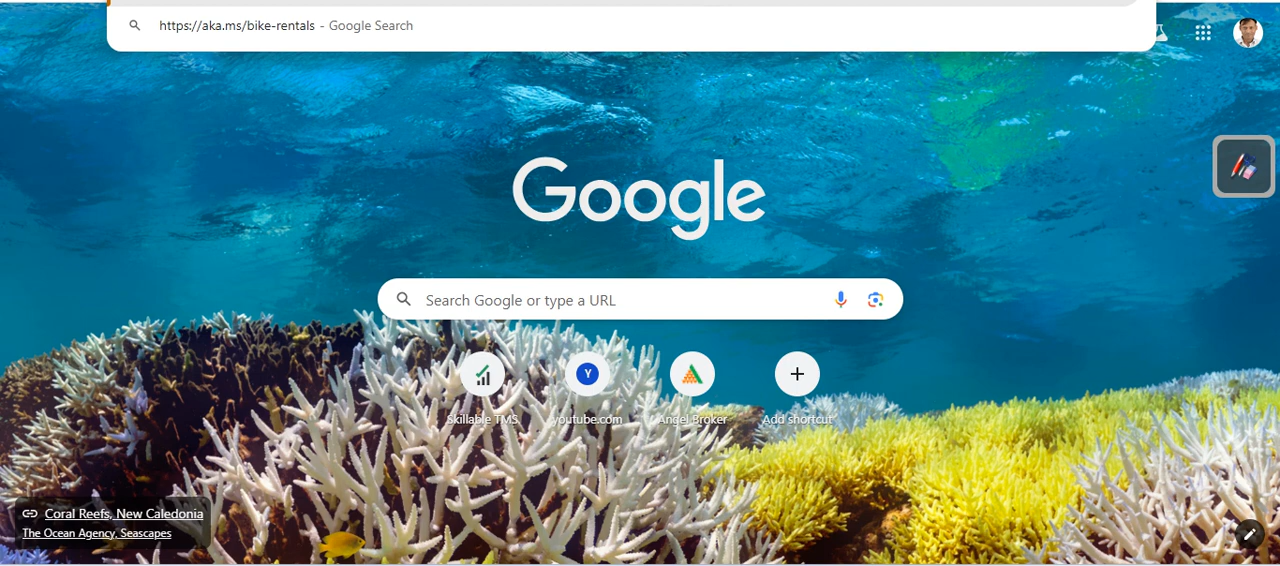 https://aka.ms/bike-rentals - Google Search
Google
Search Google or type a URL
Y
Skillable TMS
youtube.com
Angel Broker
Add shortcut
Coral Reefs, New Caledonia
The Ocean Agency, Seascapes